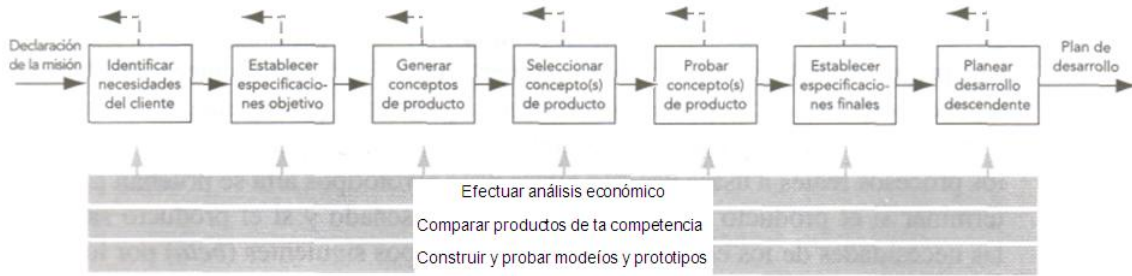 Declaración
de la misión
Identificar
necesidades
del cliente
Establecer
especificacio-
nes objetivo
Generar
conceptos
de producto
Seleccionar
concepto(s)
de producto
Probar
concepto(s)
de producto
Establecer
especificacio-
nes finales
Planear
desarrollo
descendente
Plan de
desarrollo
Efectuar análisis económico
Comparar productos de ta competencia
Construir y probar modeíos y prototipos